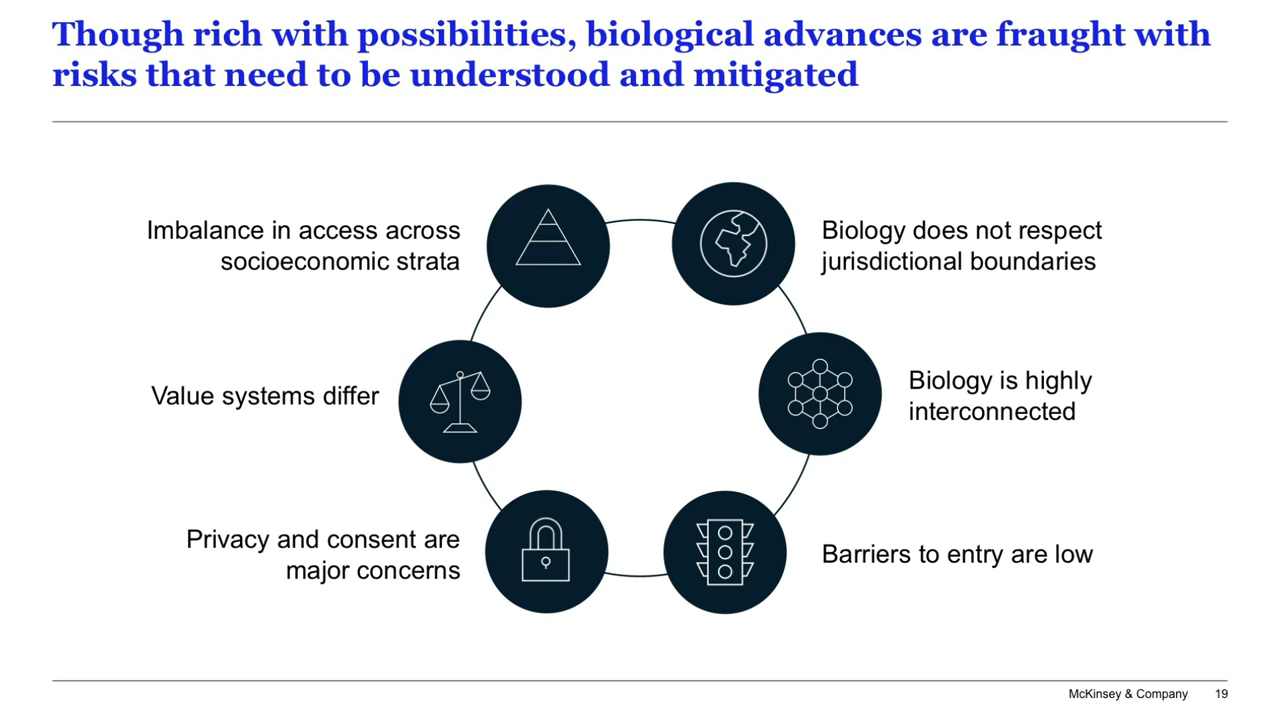 Though rich with possibilities, biological advances are fraught with
risks that need to be understood and mitigated
Imbalance in access across
socioeconomic strata
Biology does not respect
jurisdictional boundaries
Value systems differ
Biology is highly
interconnected
Privacy and consent are
major concerns
Barriers to entry are low
McKinsey & Company 19